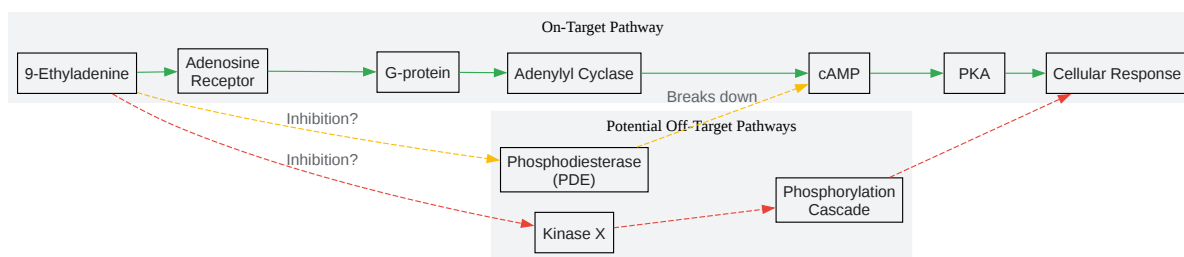 On-Target Pathway
9-Ethyladenine
Adenosine
Receptor
G-protein
Adenylyl Cyclase
cAMP
PKA
Cellular Response
Breaks down
Inhibition?
Potential Off-Target Pathways
Inhibition?
Phosphodiesterase
(PDE)
Phosphorylation
Cascade
Kinase X